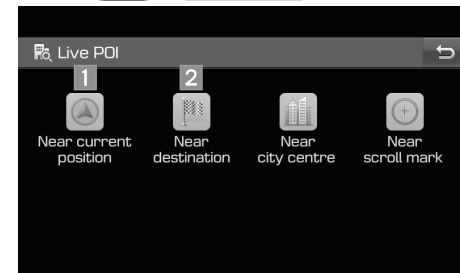 Live POI
1 2
Near current position
Near destination
Near city centre
Near scroll mark